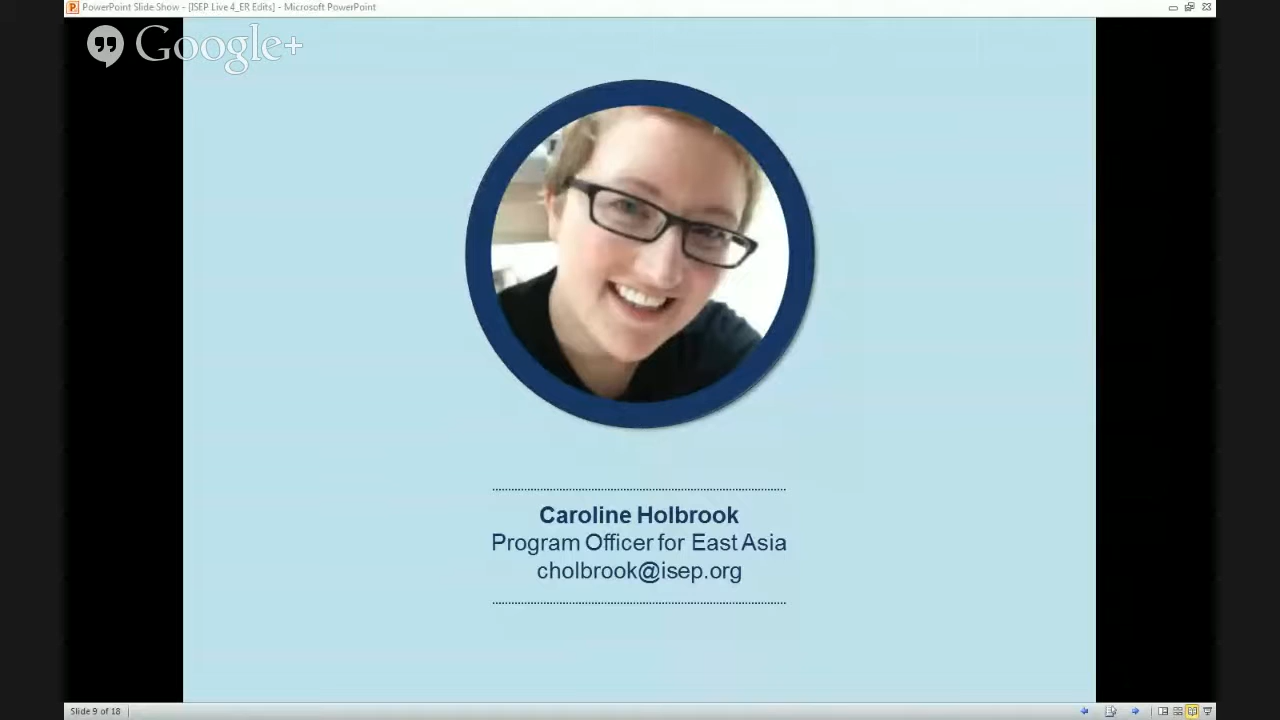 PowerPoint Slide Show - [ISEP Live 4_ER Edits] - Microsoft PowerPoint
Google+
Caroline Holbrook
Program Officer for East Asia
cholbrook@isep.org
Slide 9 of 18